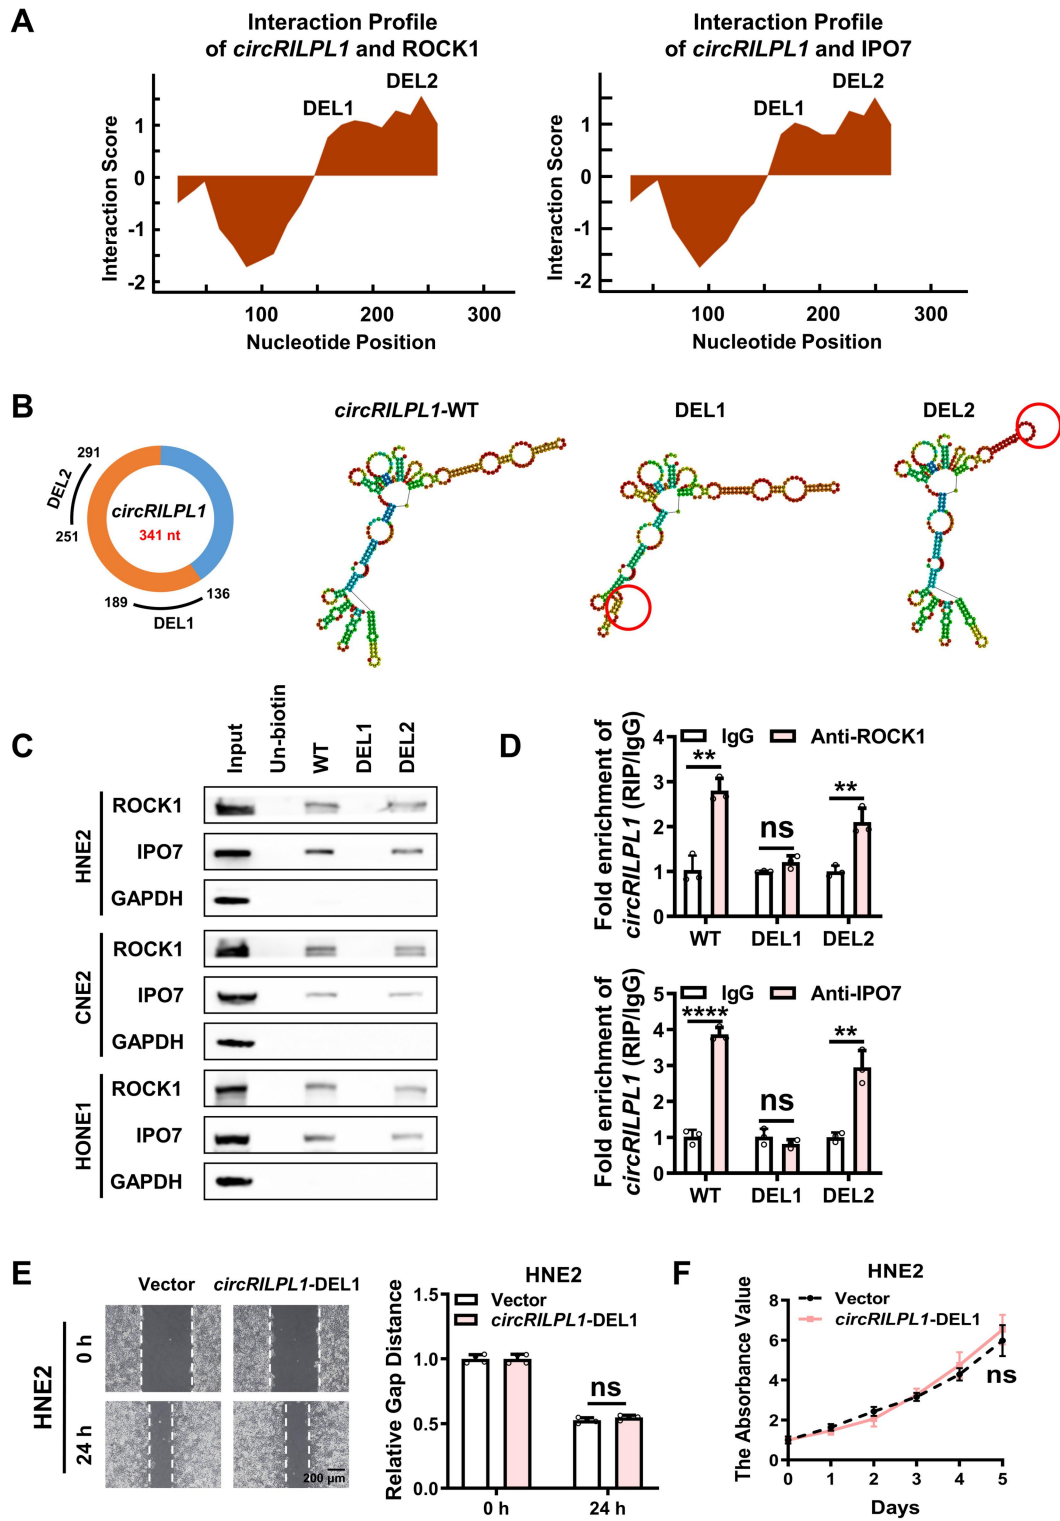 A
Interaction Profile
of circRILPL1 and ROCK1
Interaction Score
1
0
-1
-2
DEL1
DEL2
100
200
300
Nucleotide Position
Interaction Profile
of circRILPL1 and IPO7
Interaction Score
1
0
-1
-2
DEL1
DEL2
100
200
300
Nucleotide Position
B
291
DEL2
251
circRILPL1
341 nt
189
136
DEL1
circRILPL1-WT
DEL1
DEL2
C
Input
Un-biotin
WT
DEL1
DEL2
HNE2
ROCK1
IPO7
GAPDH
CNE2
ROCK1
IPO7
GAPDH
HONE1
ROCK1
IPO7
GAPDH
D
Fold enrichment of
circRILPL1 (RIP/IgG)
IgG
Anti-ROCK1
4
3
2
1
0
**
ns
**
WT
DEL1
DEL2
Fold enrichment of
circRILPL1 (RIP/IgG)
IgG
Anti-IPO7
5
4
3
2
1
0
****
ns
**
WT
DEL1
DEL2
E
Vector
circRILPL1-DEL1
HNE2
0 h
24 h
200 μm
HNE2
Vector
circRILPL1-DEL1
Relative Gap Distance
1.5
1.0
0.5
0.0
ns
0 h
24 h
F
HNE2
Vector
circRILPL1-DEL1
The Absorbance Value
8
6
4
2
0
ns
0
1
2
3
4
5
Days